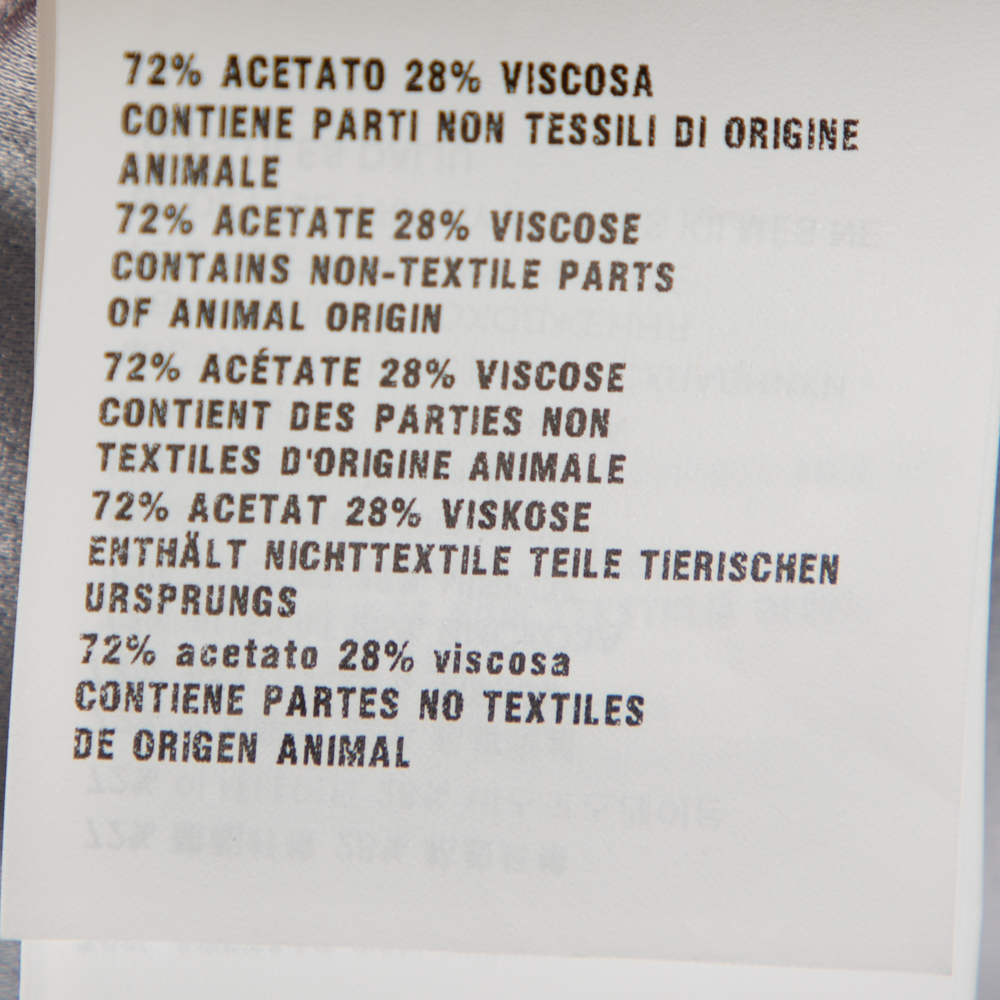 72% ACETATO 28% VISCOSA
CONTIENE PARTI NON TESSILI DI ORIGINE
ANIMALE
72% ACETATE 28% VISCOSE
CONTAINS NON-TEXTILE PARTS
OF ANIMAL ORIGIN
72% ACÉTATE 28% VISCOSE
CONTIENT DES PARTIES NON
TEXTILES D'ORIGINE ANIMALE
72% ACETAT 28% VISKOSE
ENTHÄLT NICHTTEXTILE TEILE TIERISCHEN
URSPRUNGS
72% acetato 28% viscosa
CONTIENE PARTES NO TEXTILES
DE ORIGEN ANIMAL